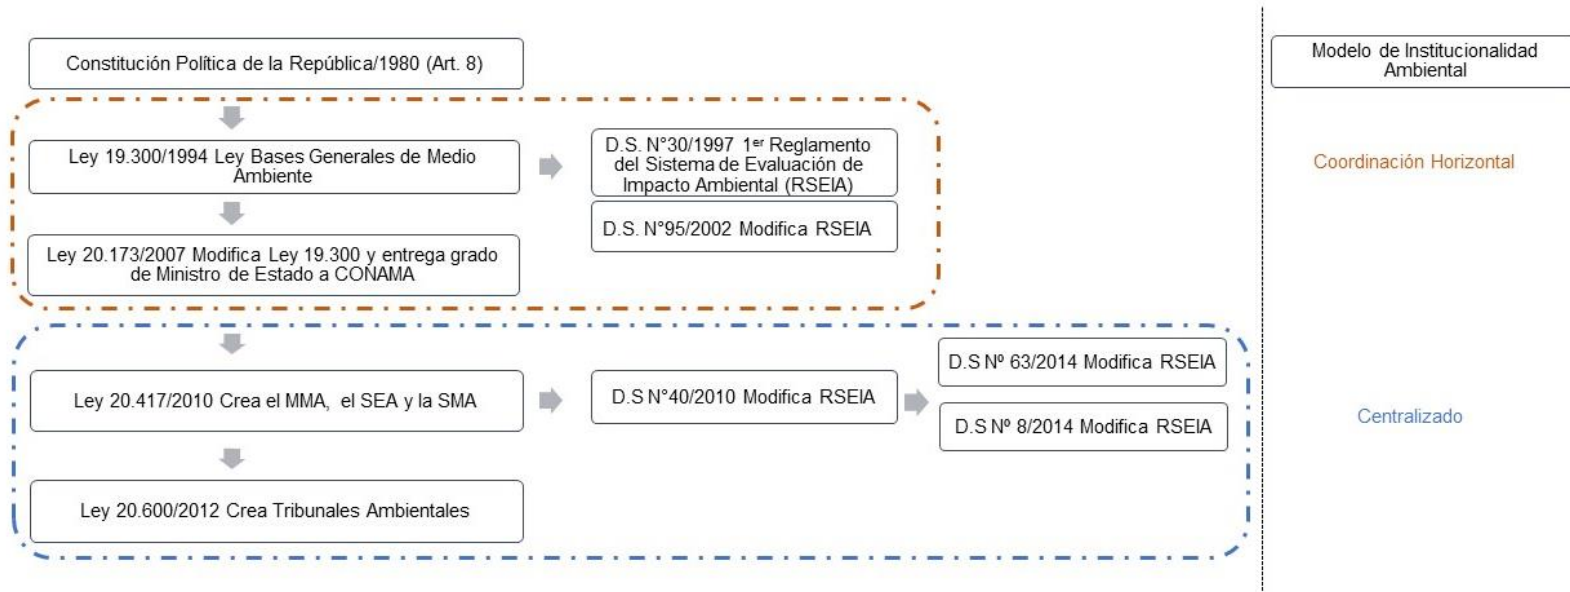 Constitución Política de la República/1980 (Art. 8)
Modelo de Institucionalidad
Ambiental
Ley 19.300/1994 Ley Bases Generales de Medio
Ambiente
D.S. N°30/1997 1er Reglamento
del Sistema de Evaluación de
Impacto Ambiental (RSEIA)
Coordinación Horizontal
D.S. N°95/2002 Modifica RSEIA
Ley 20.173/2007 Modifica Ley 19.300 y entrega grado
de Ministro de Estado a CONAMA
Ley 20.417/2010 Crea el MMA, el SEA y la SMA
D.S N°40/2010 Modifica RSEIA
D.S Nº 63/2014 Modifica RSEIA
D.S Nº 8/2014 Modifica RSEIA
Centralizado
Ley 20.600/2012 Crea Tribunales Ambientales